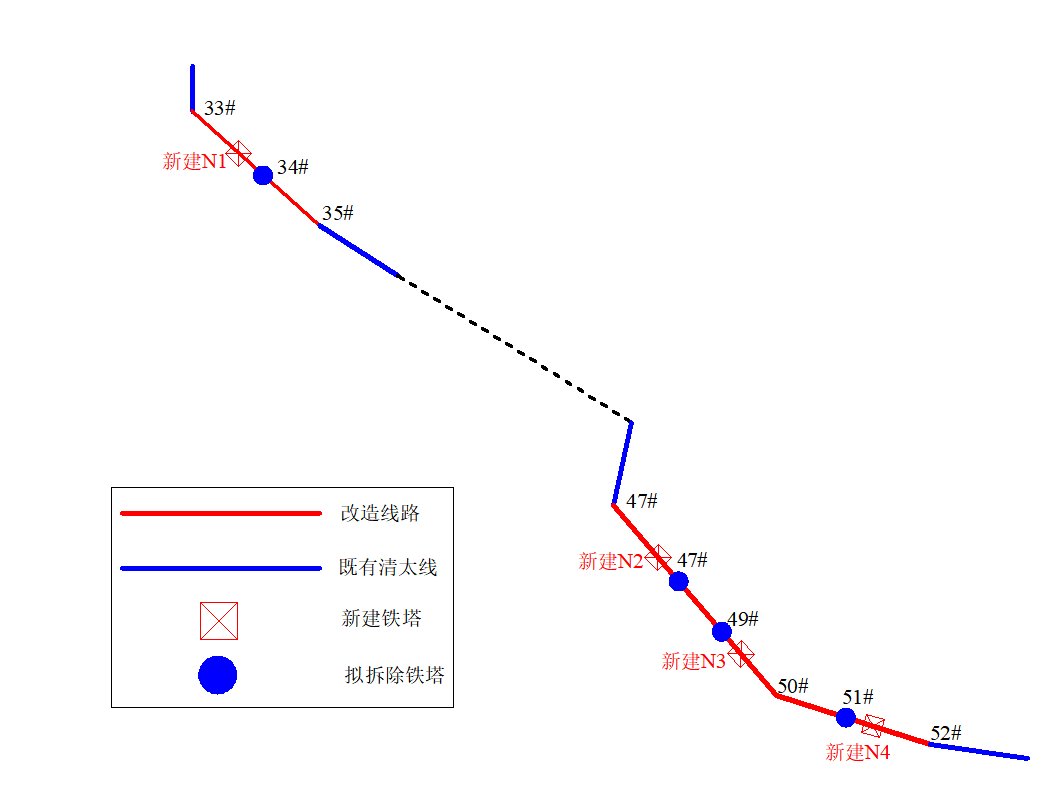 33#
新建N1
34#
35#
47#
新建N2
47#
49#
新建N3
50#
51#
52#
新建N4
改造线路
既有清太线
新建铁塔
拟拆除铁塔